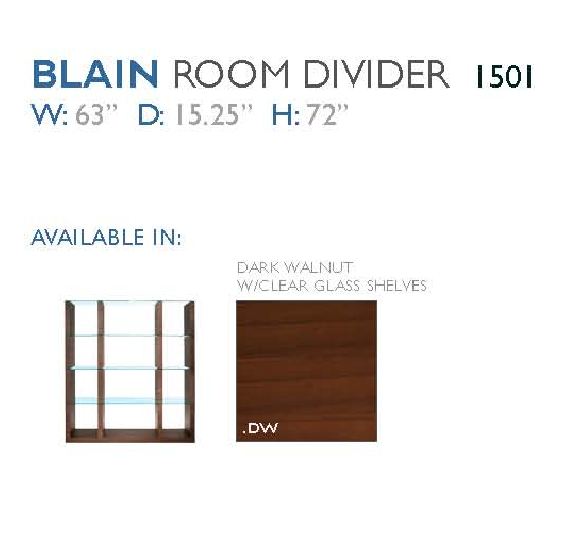 BLAIN ROOM DIVIDER 1501
W: 63” D: 15.25” H: 72”
AVAILABLE IN:
DARK WALNUT
W/CLEAR GLASS SHELVES
.DW